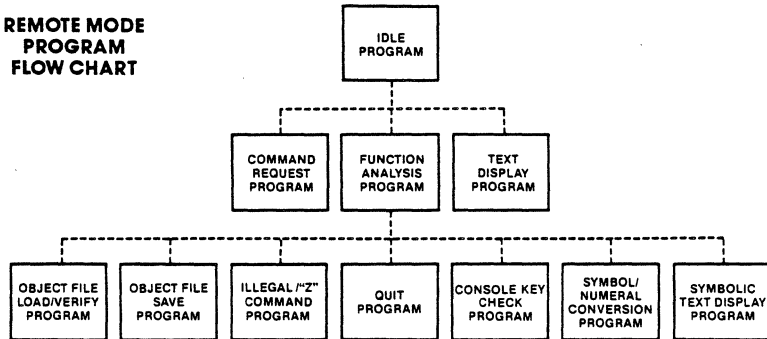 REMOTE MODE
PROGRAM
FLOW CHART
IDLE
PROGRAM
COMMAND
REQUEST
PROGRAM
FUNCTION
ANALYSIS
PROGRAM
TEXT
DISPLAY
PROGRAM
OBJECT FILE
LOAD/VERIFY
PROGRAM
OBJECT FILE
SAVE
PROGRAM
ILLEGAL/"Z"
COMMAND
PROGRAM
QUIT
PROGRAM
CONSOLE KEY
CHECK
PROGRAM
SYMBOL/
NUMERAL
CONVERSION
PROGRAM
SYMBOLIC
TEXT DISPLAY
PROGRAM